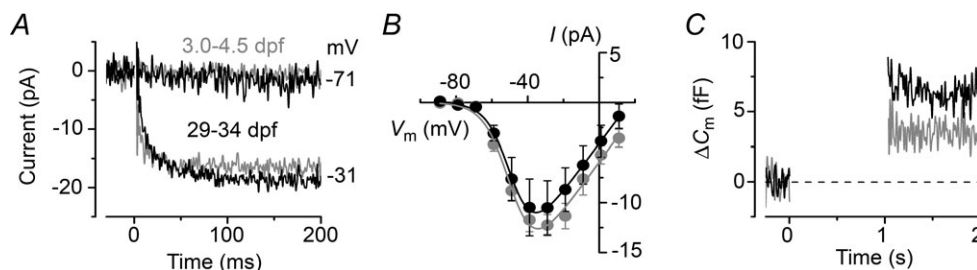 A
3.0-4.5 dpf
mV
-71
29-34 dpf
-31
Current (pA)
0
-10
-20
0
100
200
Time (ms)
B
I (pA)
5
-80
-40
Vm (mV)
-5
-10
-15
C
ΔCm (fF)
10
5
0
0
1
2
Time (s)